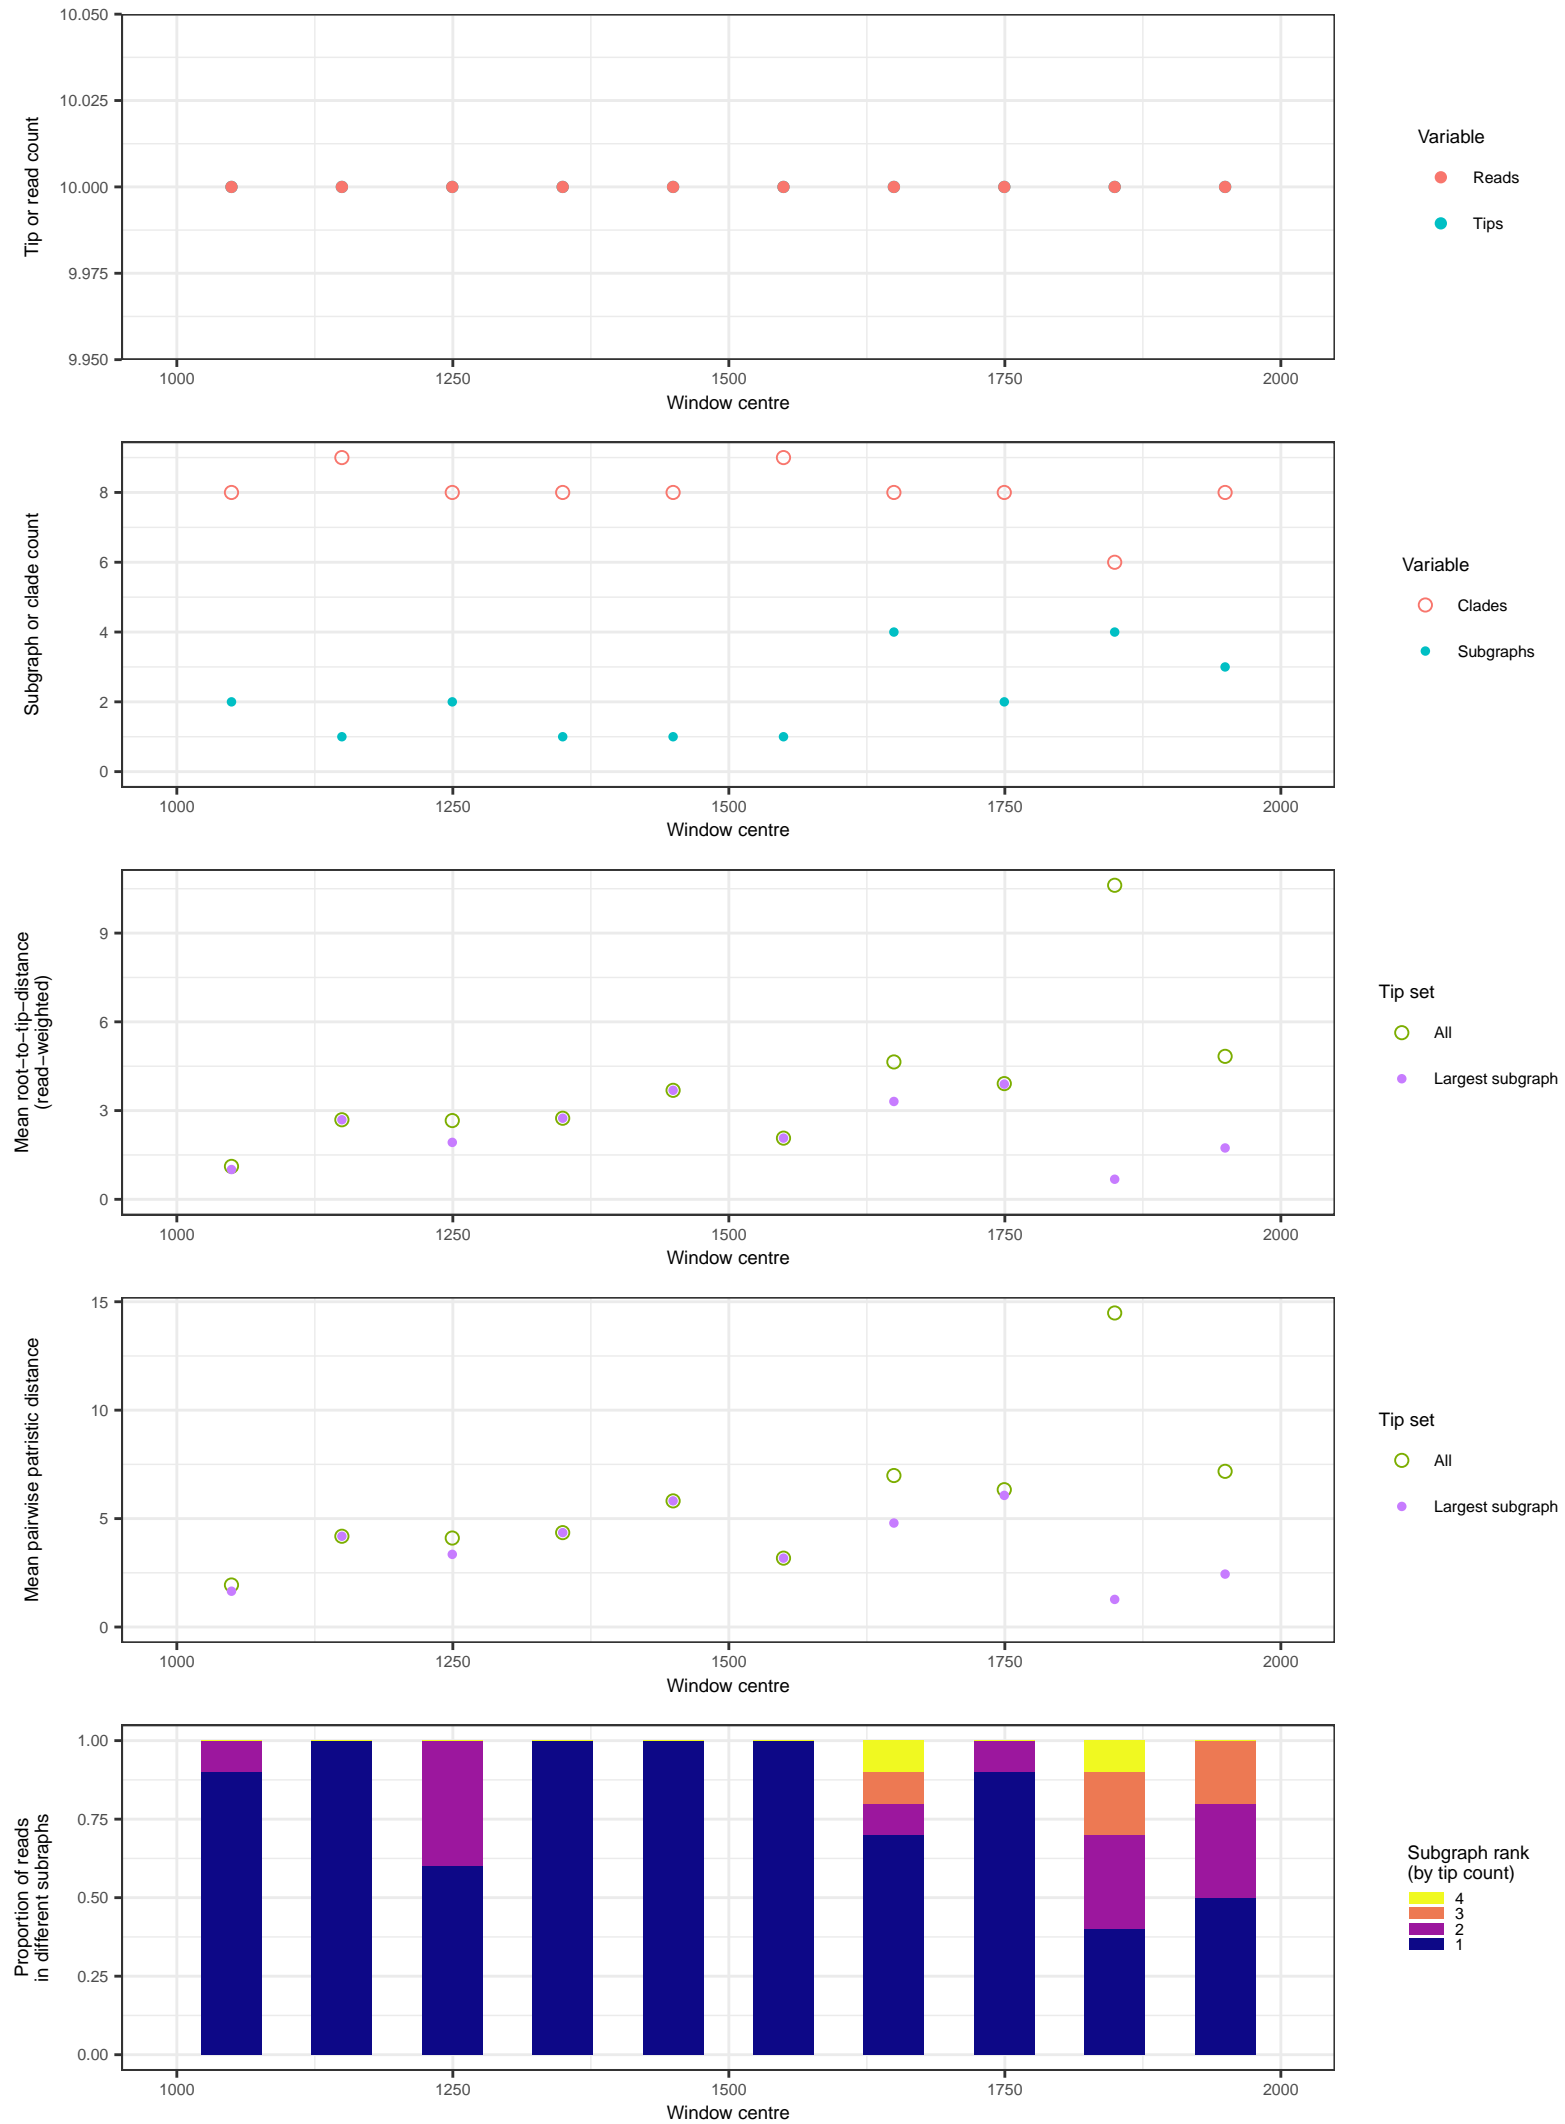 10.050
10.025
10.000
9.975
9.950
Tip or read count
1000 1250 1500 1750 2000
Window centre
Variable
Reads
Tips
8
6
4
2
0
Subgraph or clade count
1000 1250 1500 1750 2000
Window centre
Variable
Clades
Subgraphs
9
6
3
0
Mean root−to−tip−distance
(read−weighted)
1000 1250 1500 1750 2000
Window centre
Tip set
All
Largest subgraph
15
10
5
0
Mean pairwise patristic distance
1000 1250 1500 1750 2000
Window centre
Tip set
All
Largest subgraph
1.00
0.75
0.50
0.25
0.00
Proportion of reads
in different subraphs
1000 1250 1500 1750 2000
Window centre
Subgraph rank
(by tip count)
4
3
2
1